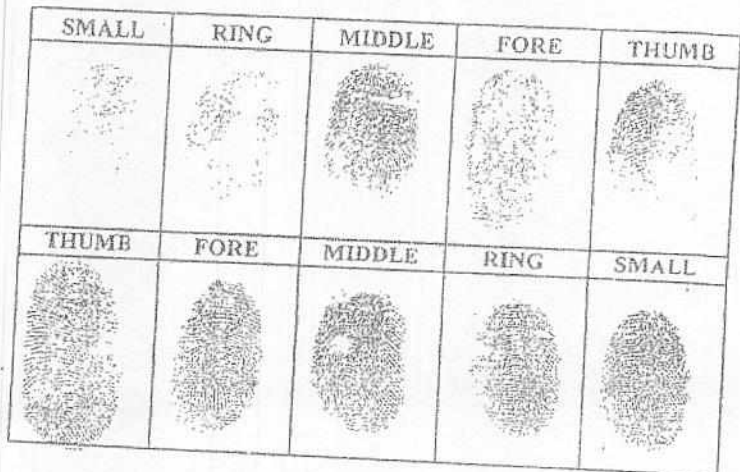 SMALL RING MIDDLE FORE THUMB
THUMB FORE MIDDLE RING SMALL